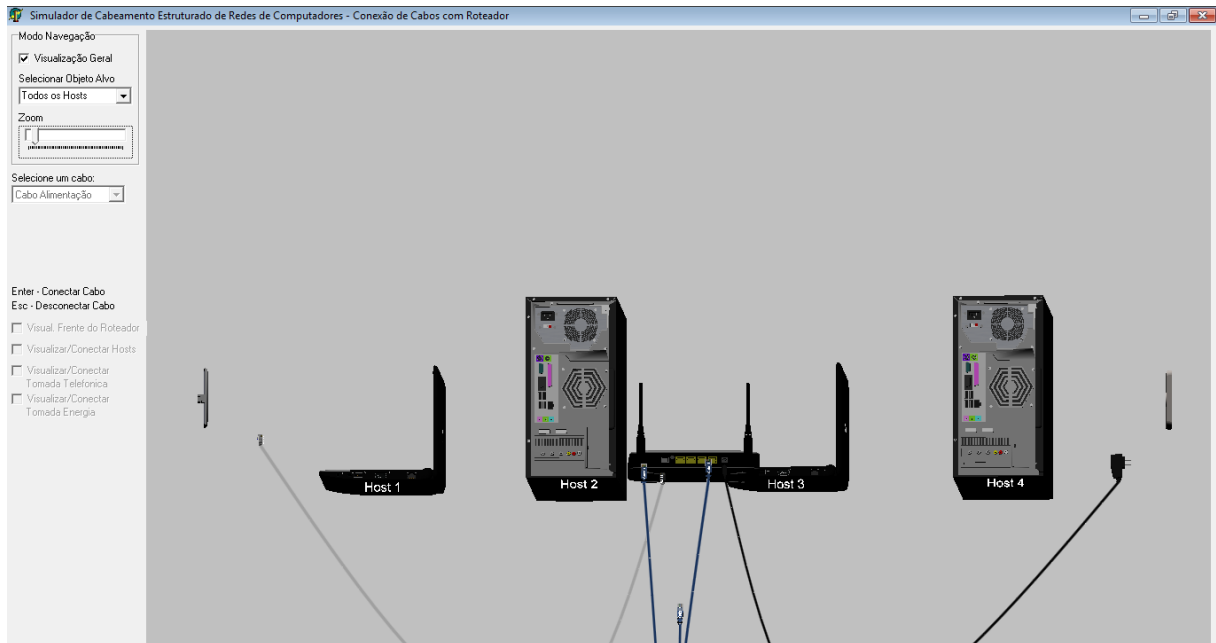 Simulador de Cabeamento Estruturado de Redes de Computadores - Conexão de Cabos com Roteador
Modo Navegação
Visualização Geral
Selecionar Objeto Alvo
Todos os Hosts
Zoom
Selecione um cabo:
Cabo Alimentação
Enter - Conectar Cabo
Esc - Desconectar Cabo
Visual. Frente do Roteador
Visualizar/Conectar Hosts
Visualizar/Conectar
Tomada Telefonica
Visualizar/Conectar
Tomada Energia
Host 1
Host 2
Host 3
Host 4